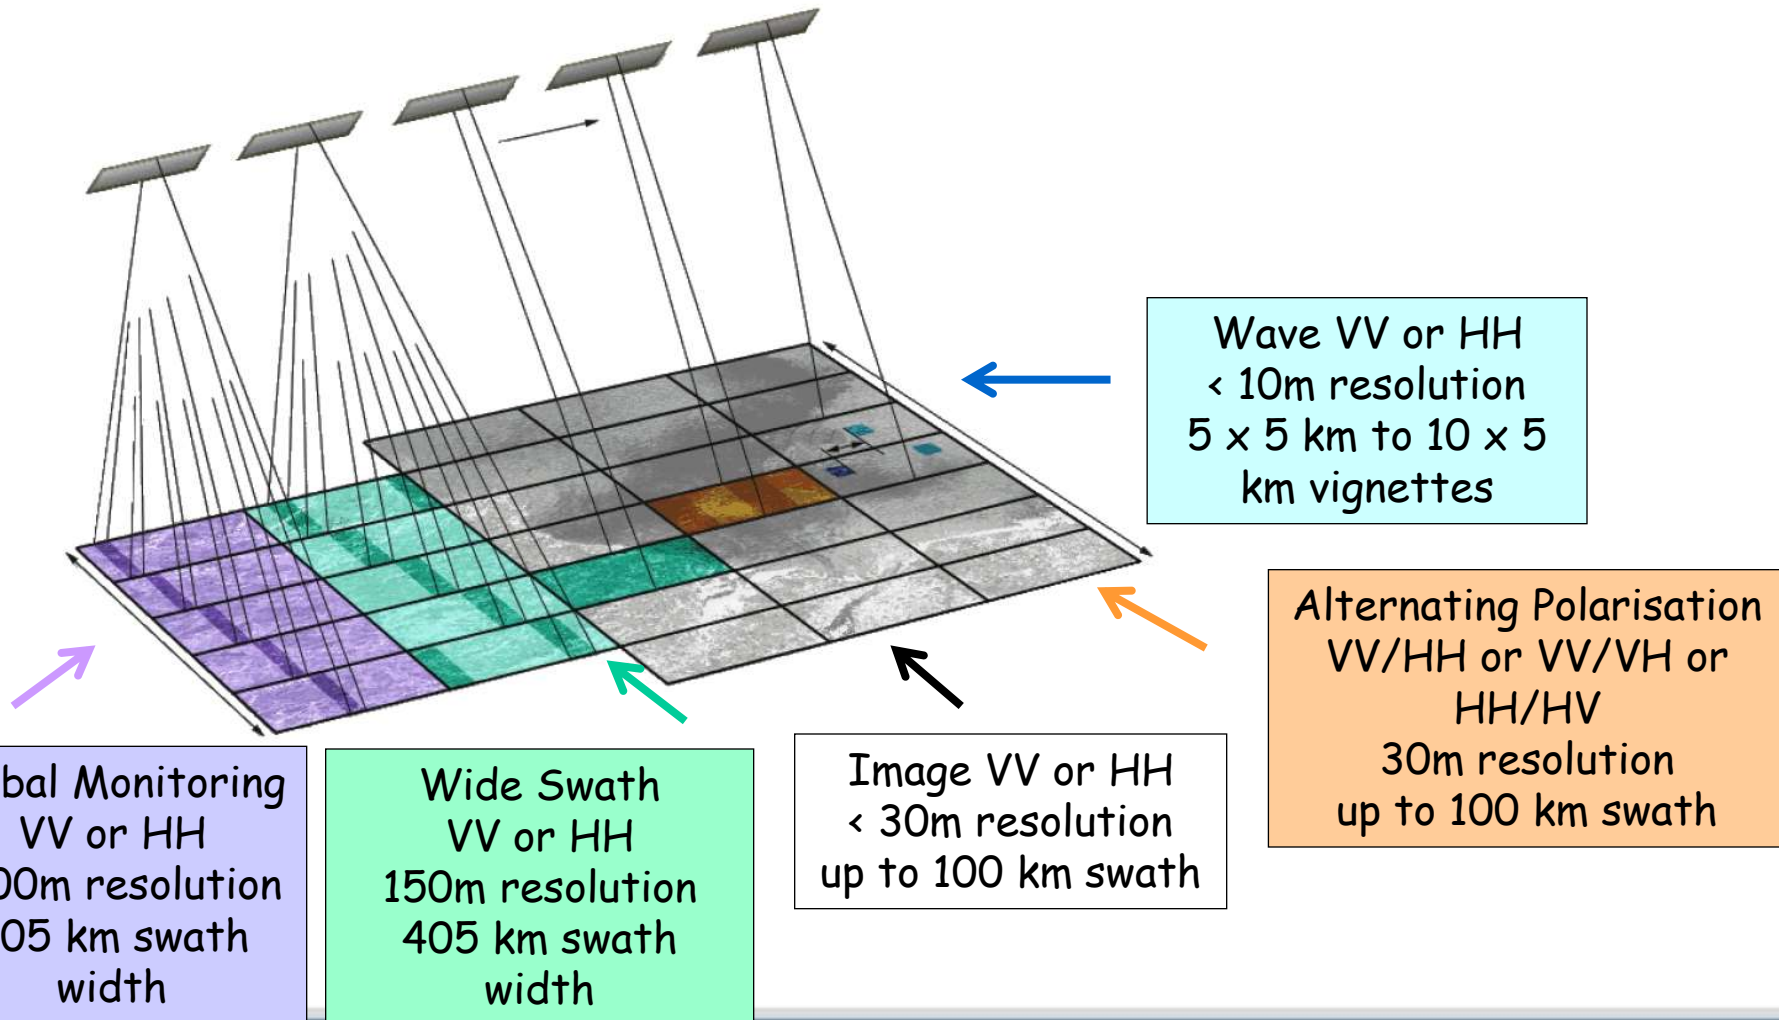 Wave VV or HH
< 10m resolution
5 x 5 km to 10 x 5
km vignettes
Alternating Polarisation
VV/HH or VV/VH or
HH/HV
30m resolution
up to 100 km swath
Image VV or HH
< 30m resolution
up to 100 km swath
Wide Swath
VV or HH
150m resolution
405 km swath
width
bal Monitoring
VV or HH
00m resolution
05 km swath
width